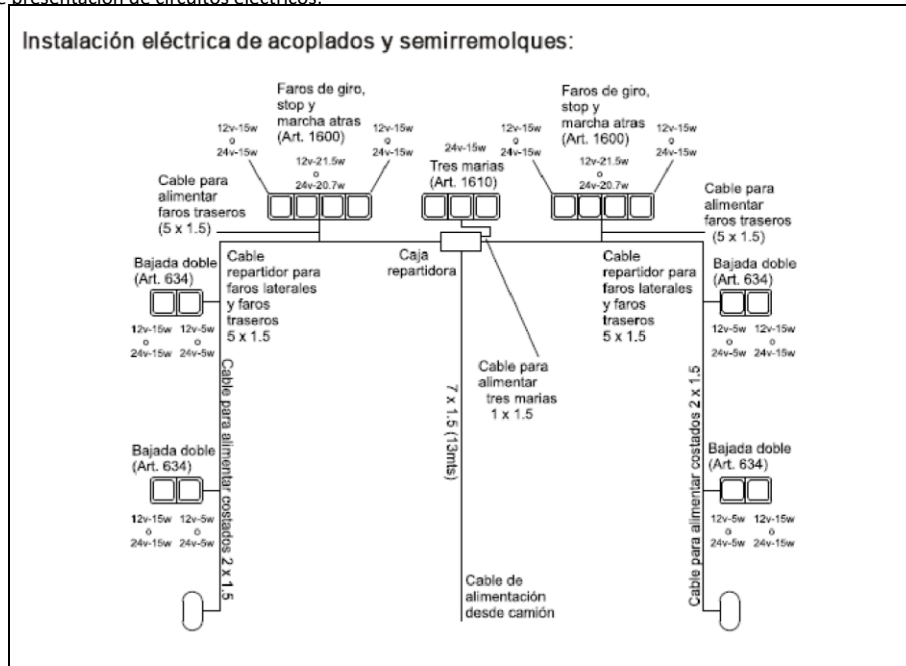 e presentación de circuitos eléctricos.
Instalación eléctrica de acoplados y semirremolques:
Faros de giro,
stop y
marcha atras
(Art. 1600)
12v-15w
o
24v-15w
12v-21.5w
o
24v-20.7w
12v-15w
o
24v-15w
24v-15w
Tres marias
(Art. 1610)
Faros de giro,
stop y
marcha atras
(Art. 1600)
12v-15w
o
24v-15w
12v-21.5w
o
24v-20.7w
12v-15w
o
24v-15w
Cable para
alimentar
faros traseros
(5 x 1.5)
Cable para
alimentar
faros traseros
(5 x 1.5)
Bajada doble
(Art. 634)
12v-15w 12v-5w
o o
24v-15w 24v-5w
Cable
repartidor para
faros laterales
y faros
traseros
5 x 1.5
Caja
repartidora
Cable
repartidor para
faros laterales
y faros
traseros
5 x 1.5
Bajada doble
(Art. 634)
12v-5w 12v-15w
o o
24v-5w 24v-15w
Cable para alimentar costados 2 x 1.5
7 x 1.5 (13mts)
Cable para
alimentar
tres marias
1 x 1.5
Cable para alimentar costados 2 x 1.5
Bajada doble
(Art. 634)
12v-15w 12v-5w
o o
24v-15w 24v-5w
Bajada doble
(Art. 634)
12v-5w 12v-15w
o o
24v-5w 24v-15w
Cable de
alimentación
desde camión